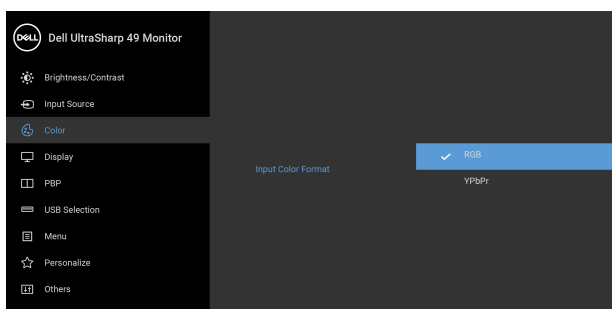 DELL Dell UltraSharp 49 Monitor
Brightness/Contrast
Input Source
Color
Display
PBP
USB Selection
Menu
Personalize
Others
Input Color Format
RGB
YPbPr